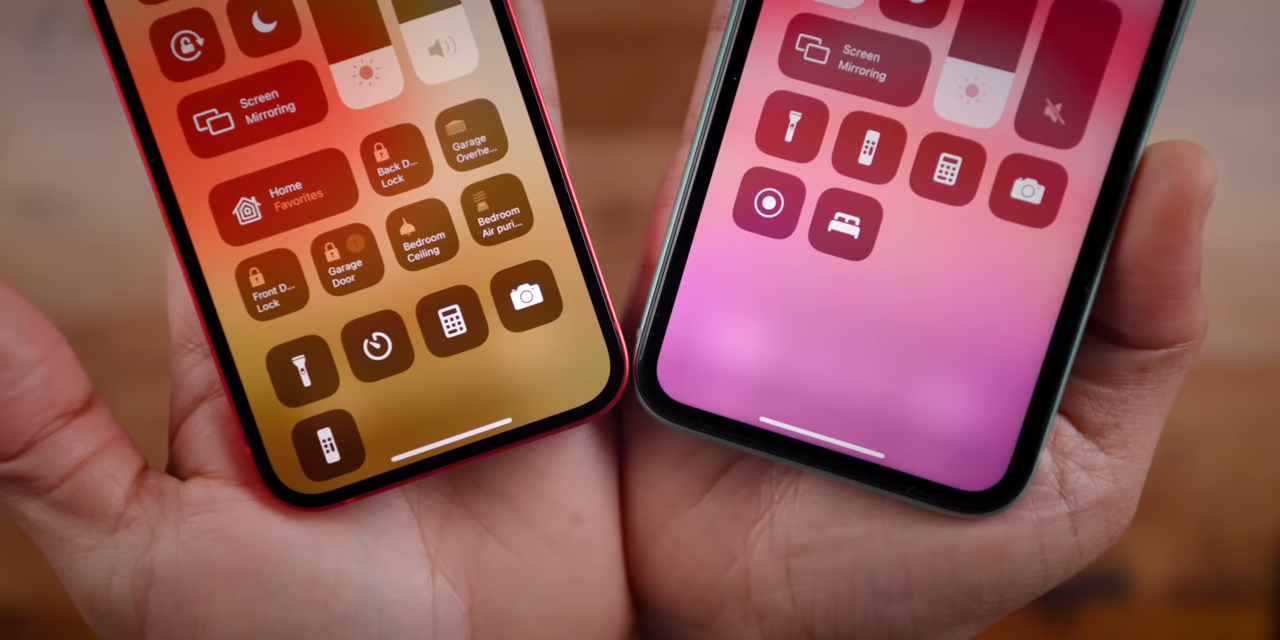 Screen
Mirroring
Home
Favorites
Back D...
Lock
Garage
Overhe...
Front D...
Lock
Garage
Door
Bedroom
Ceiling
Bedroom
Air puri...
Screen
Mirroring